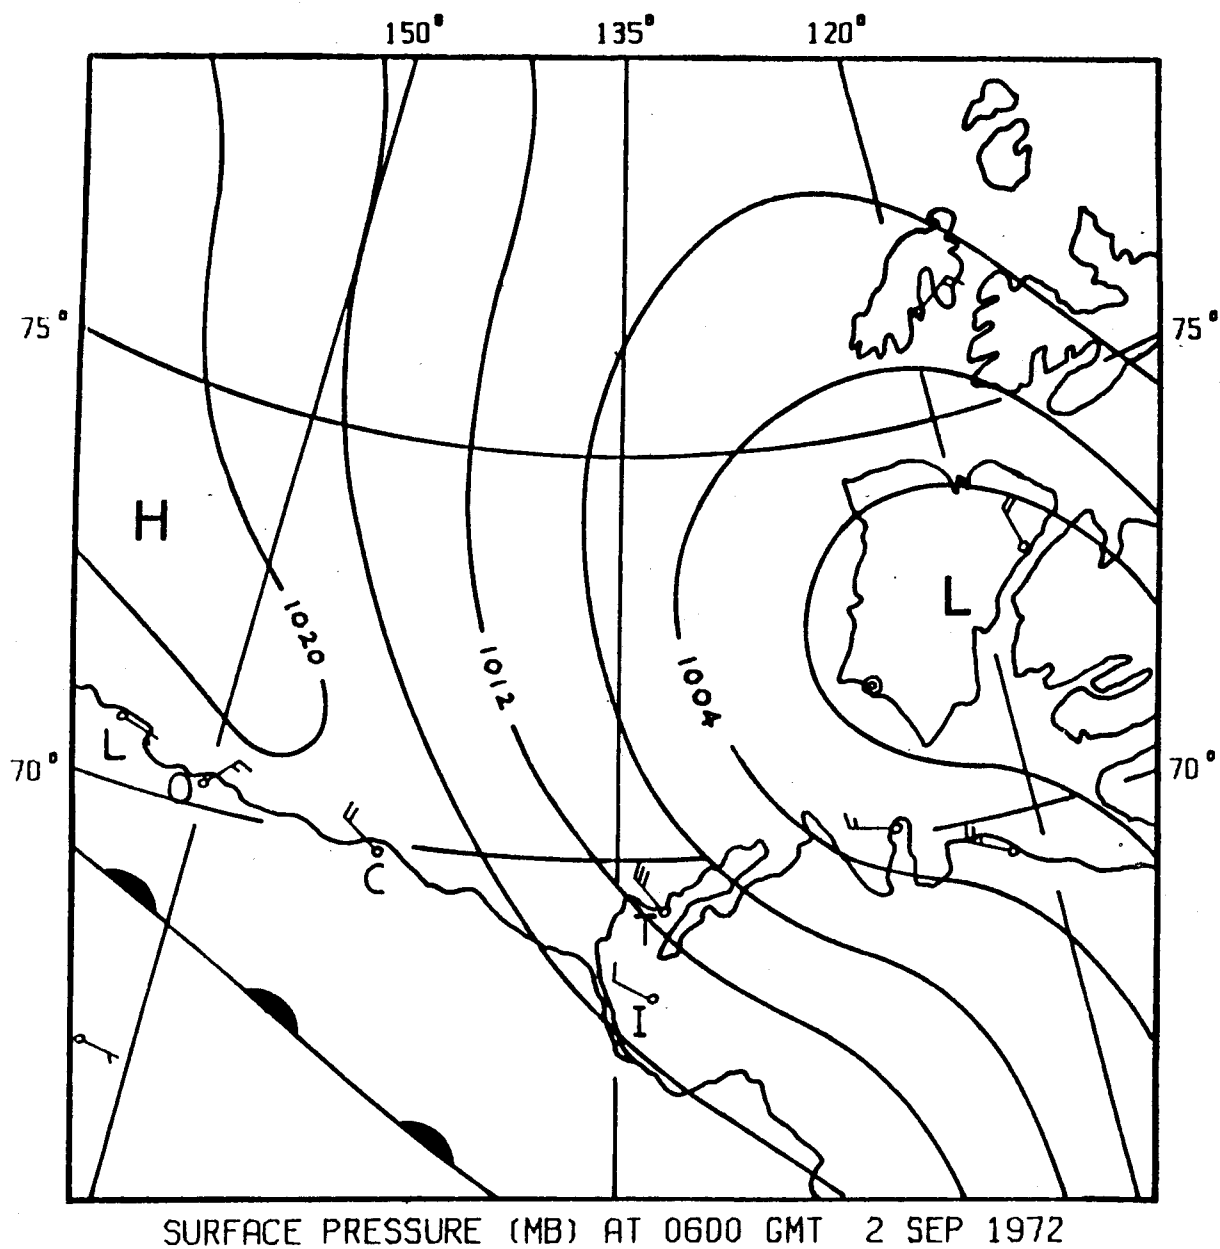 150° 135° 120°
75° 75°
H
L
1020
1012
1004
L
70° 70°
O
C
T
I
SURFACE PRESSURE (MB) AT 0600 GMT 2 SEP 1972